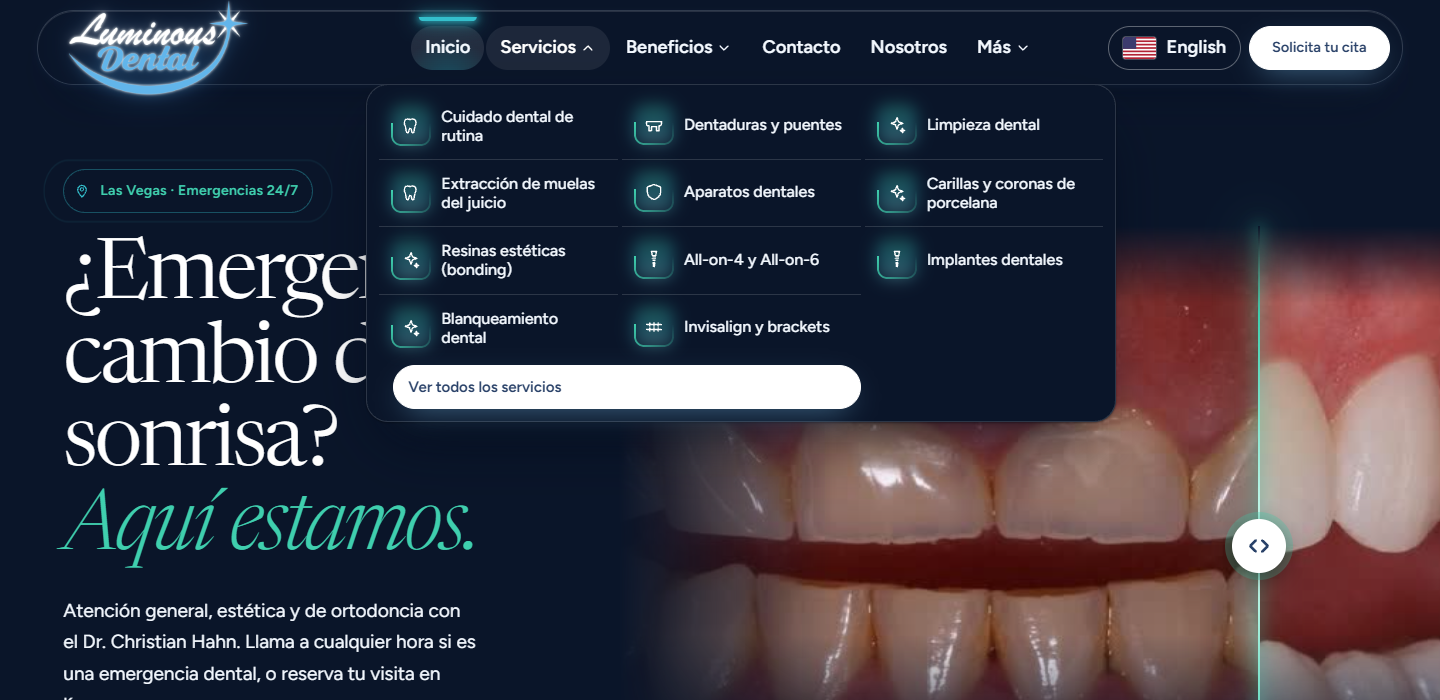 Luminous
Dental
Inicio
Servicios
Beneficios
Contacto
Nosotros
Más
English
Solicita tu cita
Cuidado dental de
rutina
Dentaduras y puentes
Limpieza dental
Extracción de muelas
del juicio
Aparatos dentales
Carillas y coronas de
porcelana
Resinas estéticas
(bonding)
All-on-4 y All-on-6
Implantes dentales
Blanqueamiento
dental
Invisalign y brackets
Ver todos los servicios
Las Vegas · Emergencias 24/7
cambio
sonrisa?
Aquí estamos.
Atención general, estética y de ortodoncia con
el Dr. Christian Hahn. Llama a cualquier hora si es
una emergencia dental, o reserva tu visita en